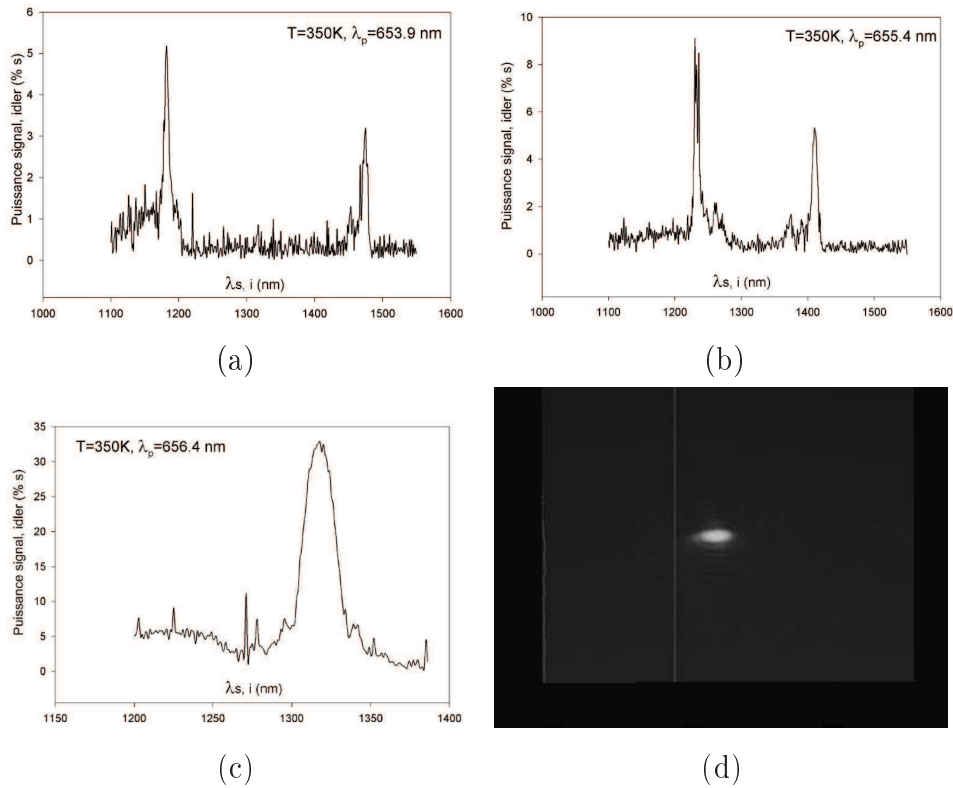 T=350K, λp=653.9 nm
Puissance signal, idler (% s)
6
5
4
3
2
1
0
λs, i (nm)
1000 1100 1200 1300 1400 1500 1600
(a)
T=350K, λp=655.4 nm
Puissance signal, idler (% s)
10
8
6
4
2
0
λs, i (nm)
1000 1100 1200 1300 1400 1500 1600
(b)
T=350K, λp=656.4 nm
Puissance signal, idler (% s)
35
30
25
20
15
10
5
0
λs, i (nm)
1150 1200 1250 1300 1350 1400
(c)
(d)